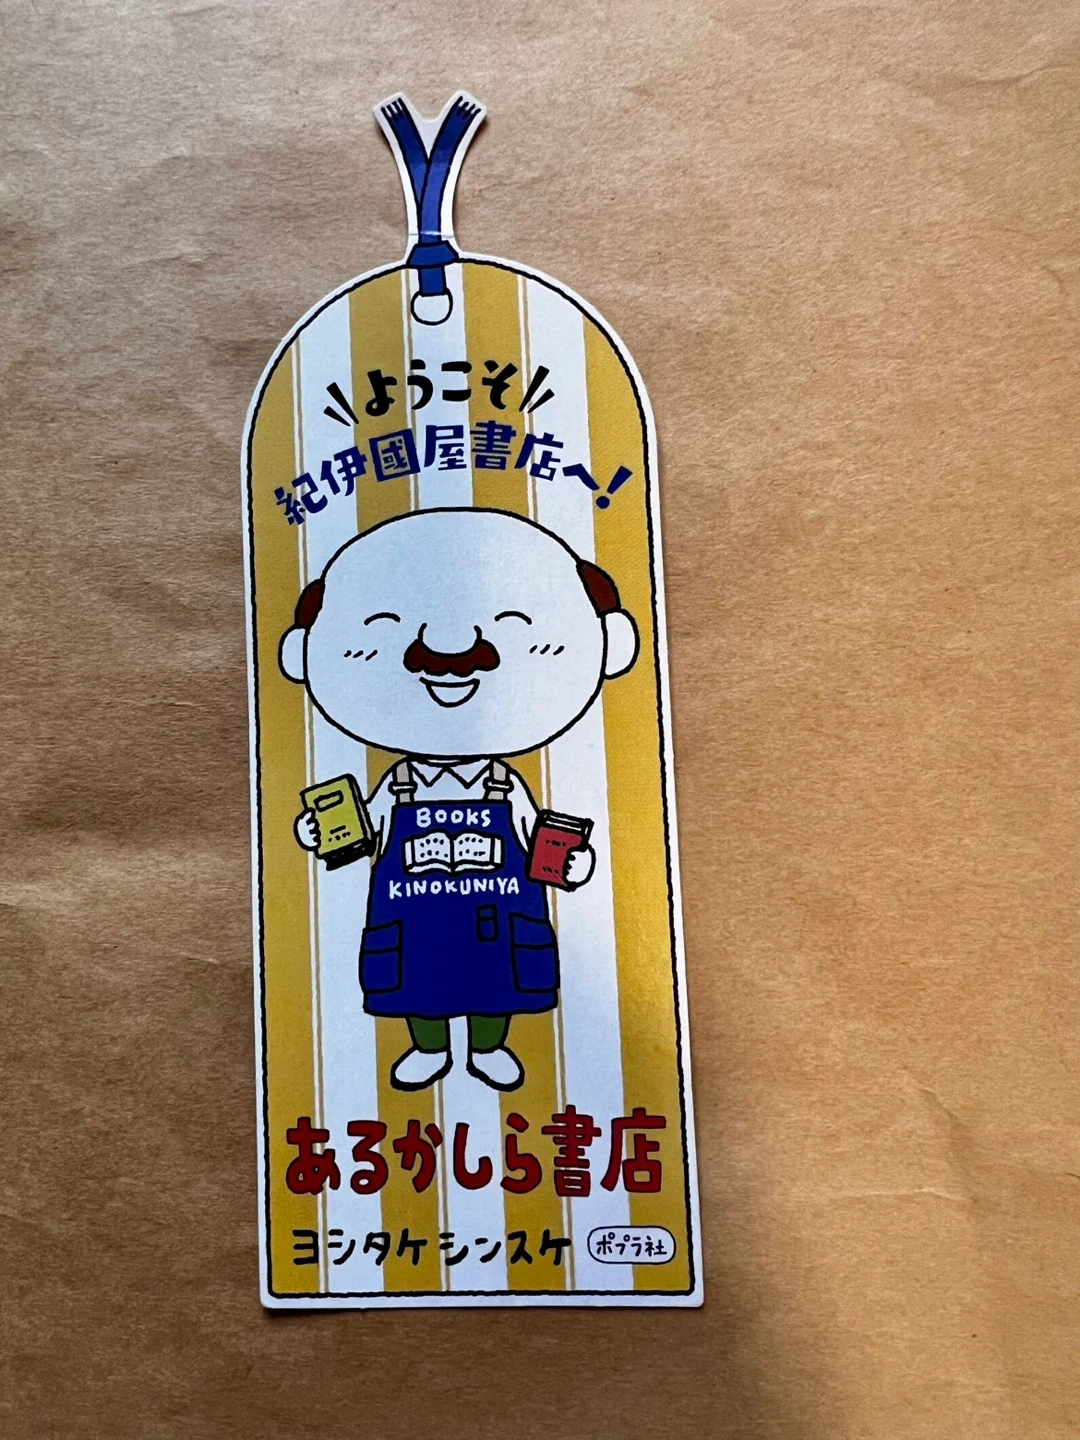 ようこそ
紀伊國屋書店へ!
BOOKS
KINOKUNIYA
あるかしら書店
ヨシタケ シンスケ ポプラ社